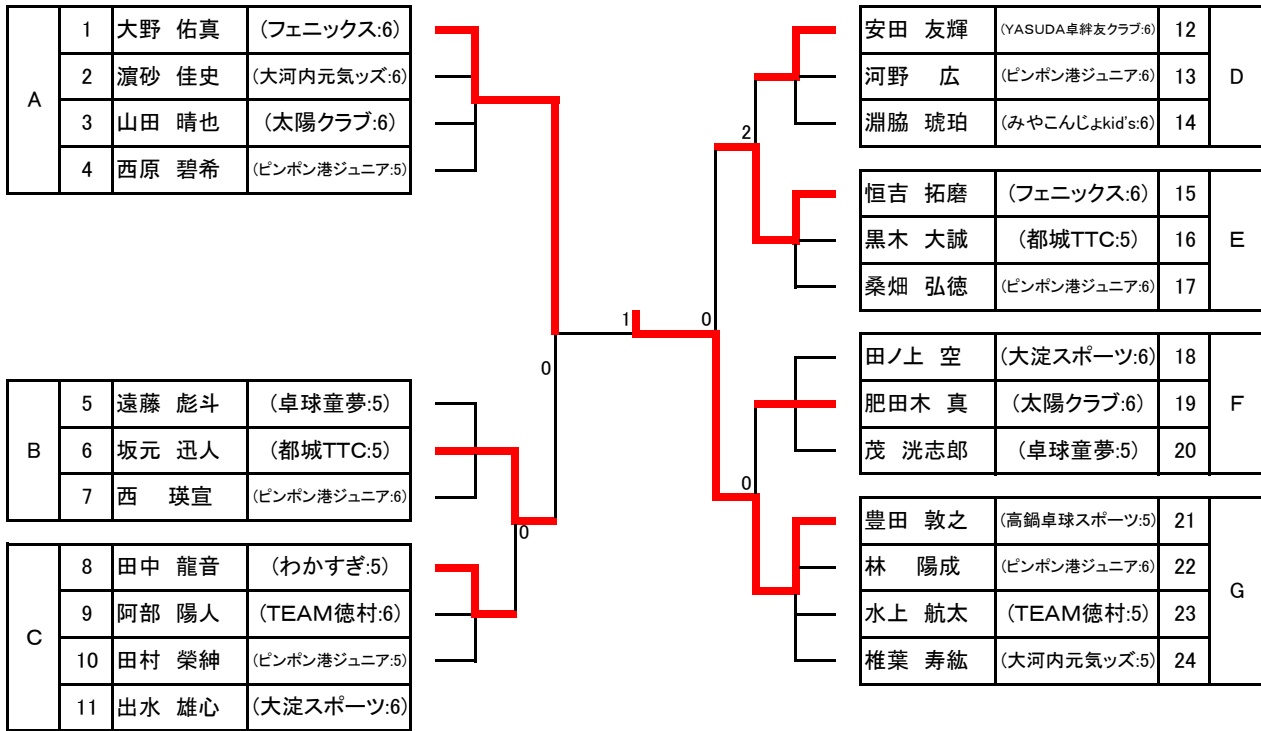 A
1 大野 佑真 (フェニックス:6)
2 濵砂 佳史 (大河内元気ッズ:6)
3 山田 晴也 (太陽クラブ:6)
4 西原 碧希 (ピンポン港ジュニア:5)
B
5 遠藤 彪斗 (卓球童夢:5)
6 坂元 迅人 (都城TTC:5)
7 西 瑛宣 (ピンポン港ジュニア:6)
C
8 田中 龍音 (わかすぎ:5)
9 阿部 陽人 (TEAM徳村:6)
10 田村 榮紳 (ピンポン港ジュニア:5)
11 出水 雄心 (大淀スポーツ:6)
0
0
1
0
2
0
安田 友輝 (YASUDA卓絆友クラブ:6) 12
河野 広 (ピンポン港ジュニア:6) 13
淵脇 琥珀 (みやこんじょkid's:6) 14
D
恒吉 拓磨 (フェニックス:6) 15
黒木 大誠 (都城TTC:5) 16
桑畑 弘徳 (ピンポン港ジュニア:6) 17
E
田ノ上 空 (大淀スポーツ:6) 18
肥田木 真 (太陽クラブ:6) 19
茂 洸志郎 (卓球童夢:5) 20
F
豊田 敦之 (高鍋卓球スポーツ:5) 21
林 陽成 (ピンポン港ジュニア:6) 22
水上 航太 (TEAM徳村:5) 23
椎葉 寿紘 (大河内元気ッズ:5) 24
G